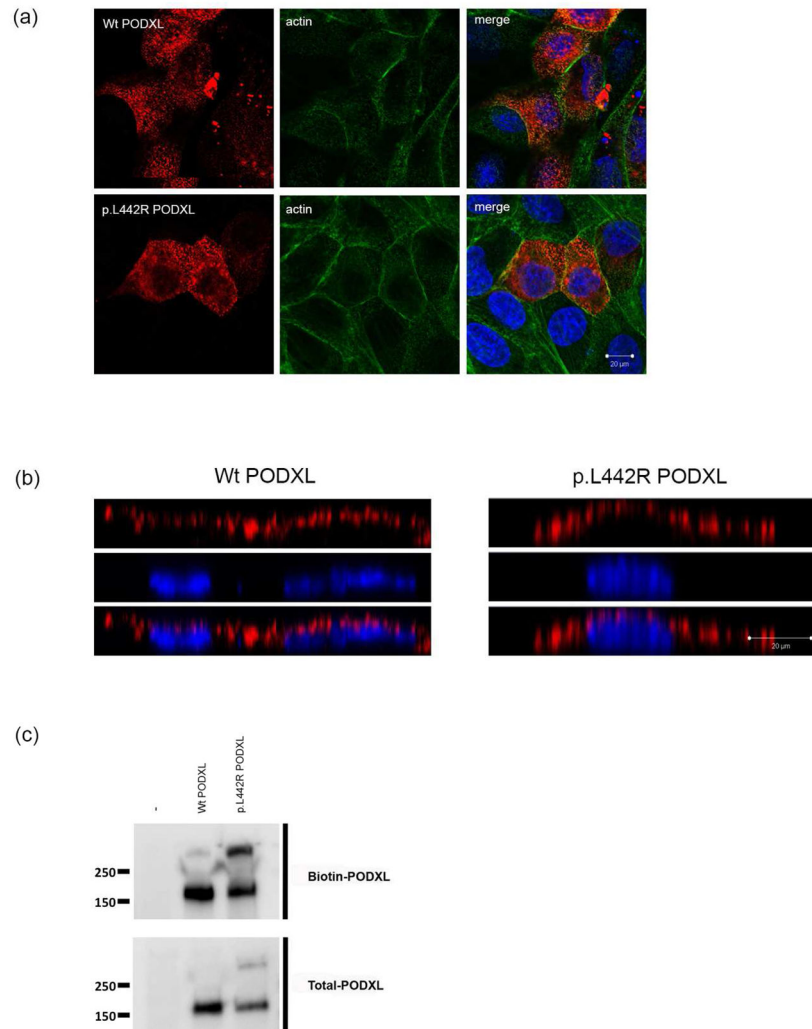 (a)
Wt PODXL
actin
merge
p.L442R PODXL
actin
merge
20 µm
(b)
Wt PODXL
p.L442R PODXL
20 µm
(c)
-
Wt PODXL
p.L442R PODXL
250
150
Biotin-PODXL
250
150
Total-PODXL